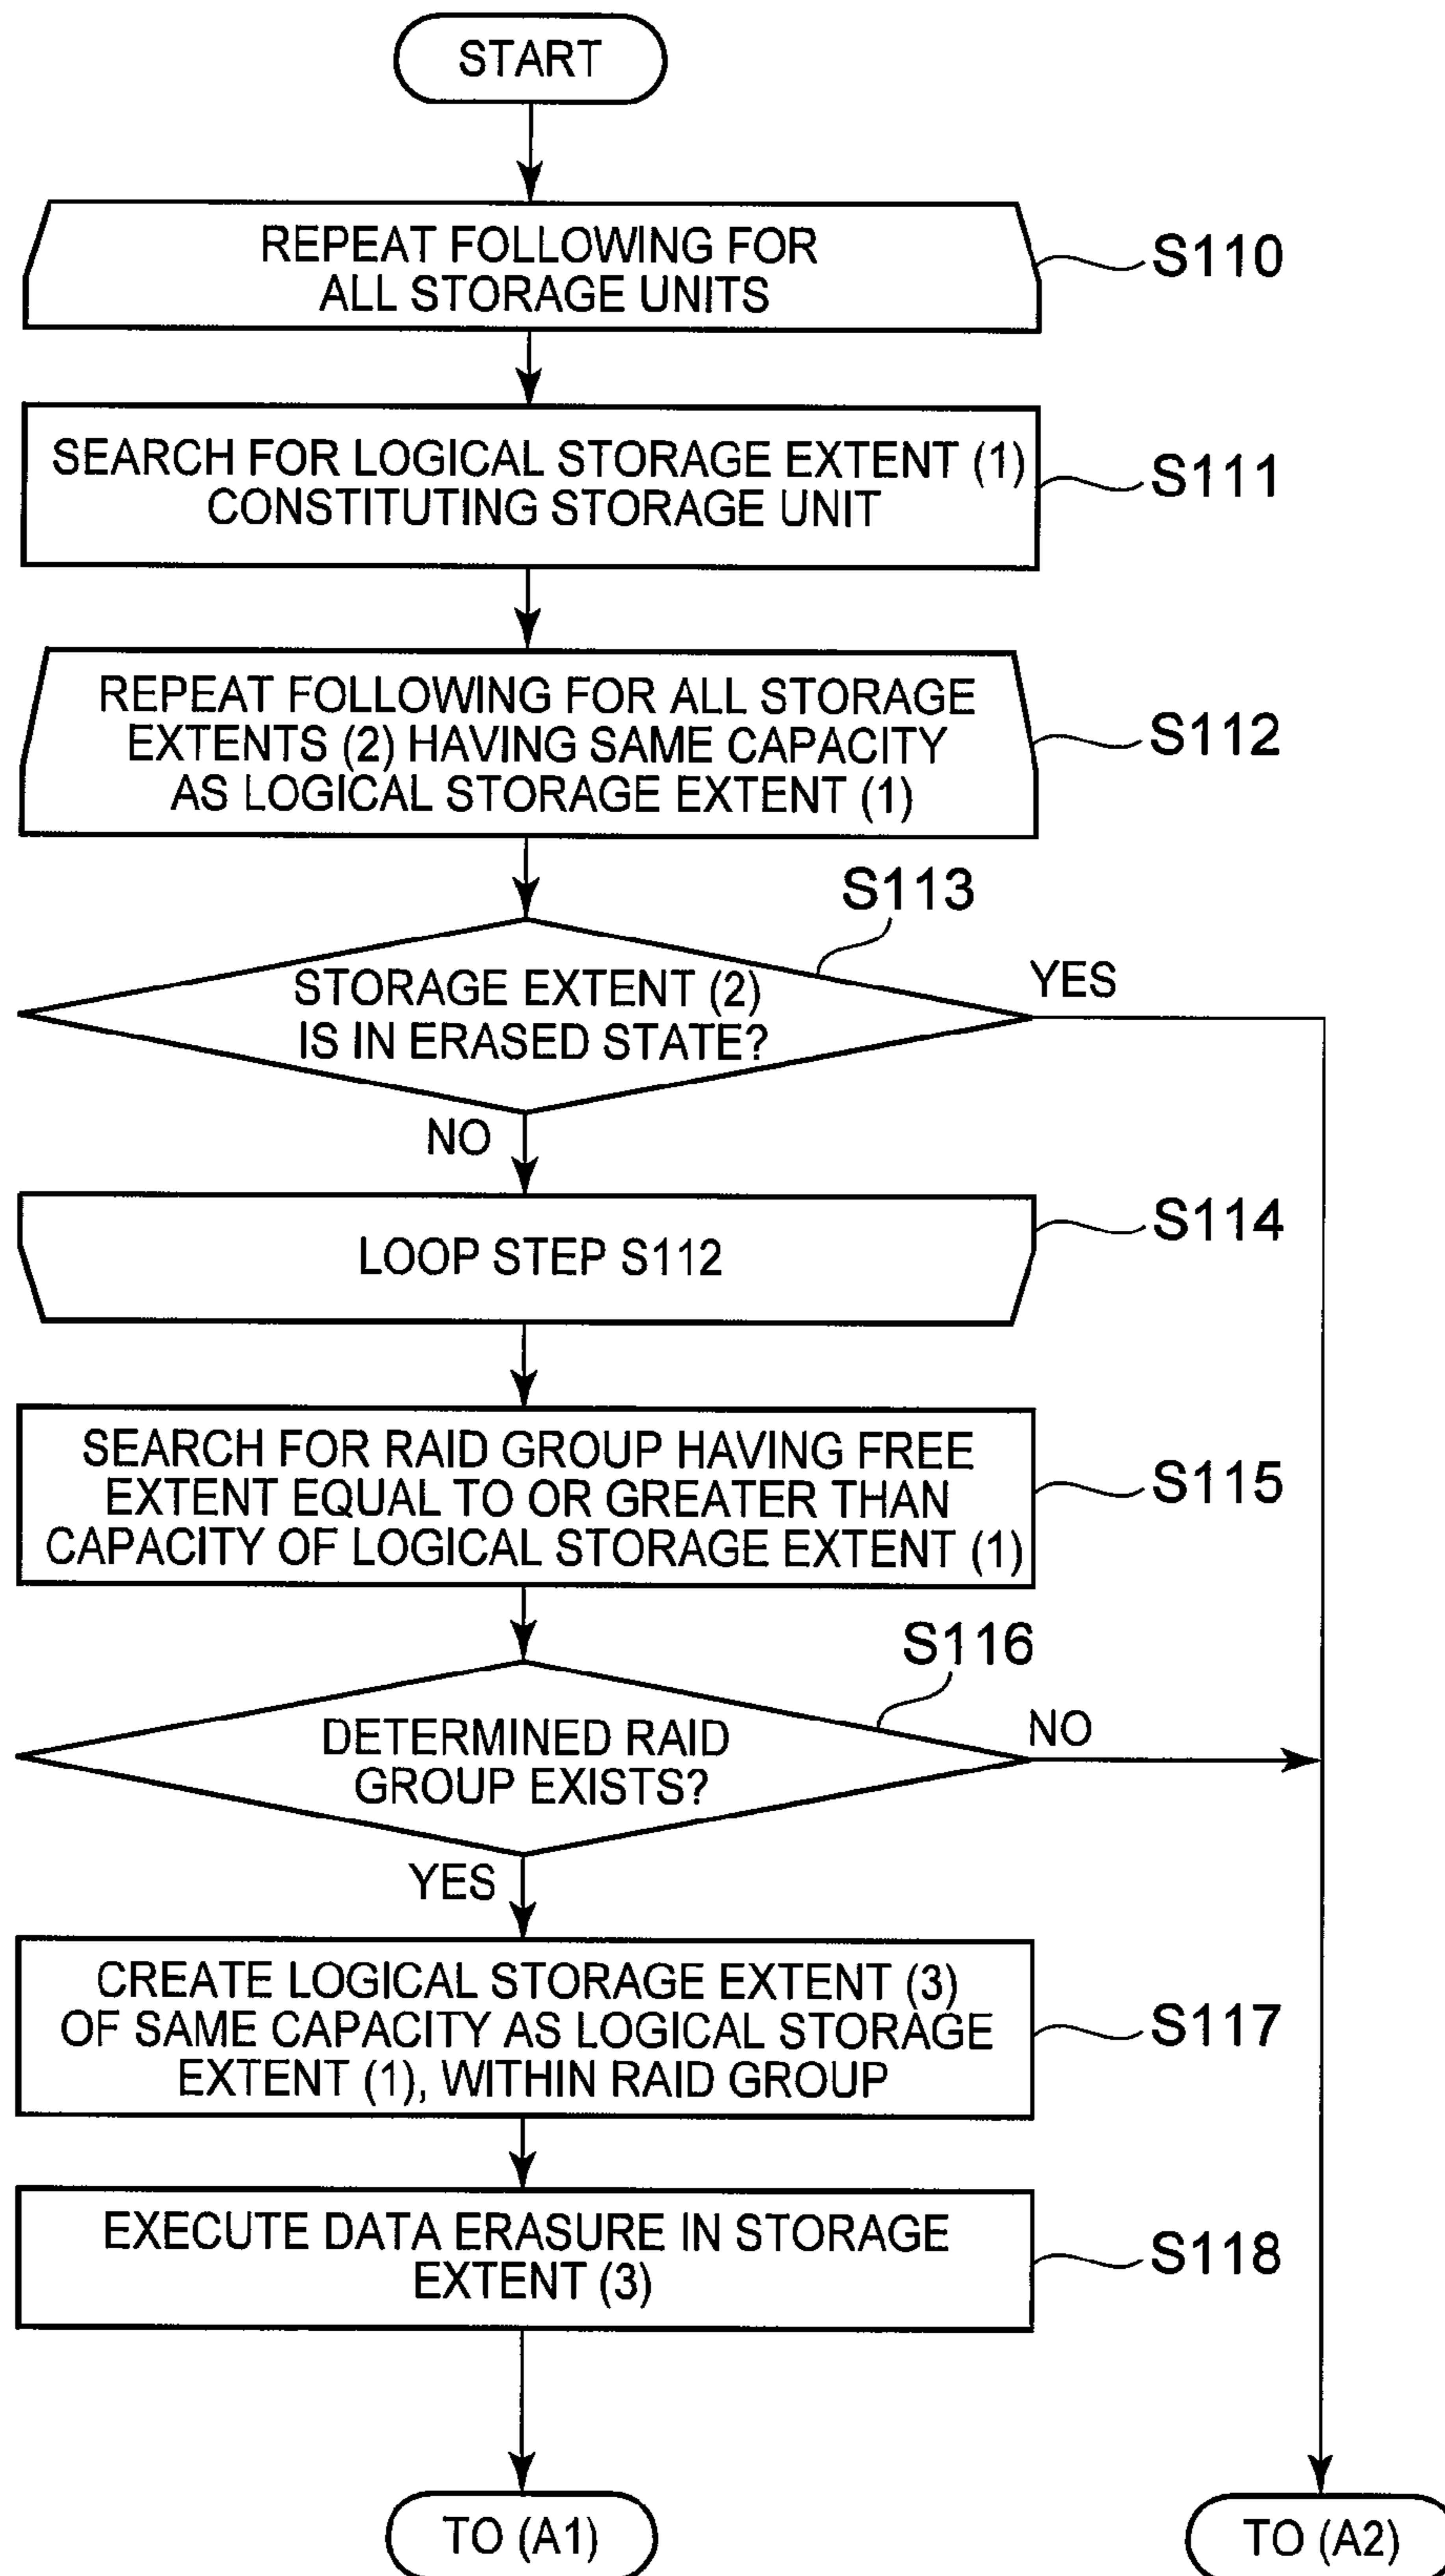 START
REPEAT FOLLOWING FOR
ALL STORAGE UNITS
S110
SEARCH FOR LOGICAL STORAGE EXTENT (1)
CONSTITUTING STORAGE UNIT
S111
REPEAT FOLLOWING FOR ALL STORAGE
EXTENTS (2) HAVING SAME CAPACITY
AS LOGICAL STORAGE EXTENT (1)
S112
S113
STORAGE EXTENT (2)
IS IN ERASED STATE?
YES
NO
LOOP STEP S112
S114
SEARCH FOR RAID GROUP HAVING FREE
EXTENT EQUAL TO OR GREATER THAN
CAPACITY OF LOGICAL STORAGE EXTENT (1)
S115
S116
DETERMINED RAID
GROUP EXISTS?
NO
YES
CREATE LOGICAL STORAGE EXTENT (3)
OF SAME CAPACITY AS LOGICAL STORAGE
EXTENT (1), WITHIN RAID GROUP
S117
EXECUTE DATA ERASURE IN STORAGE
EXTENT (3)
S118
TO (A1)
TO (A2)